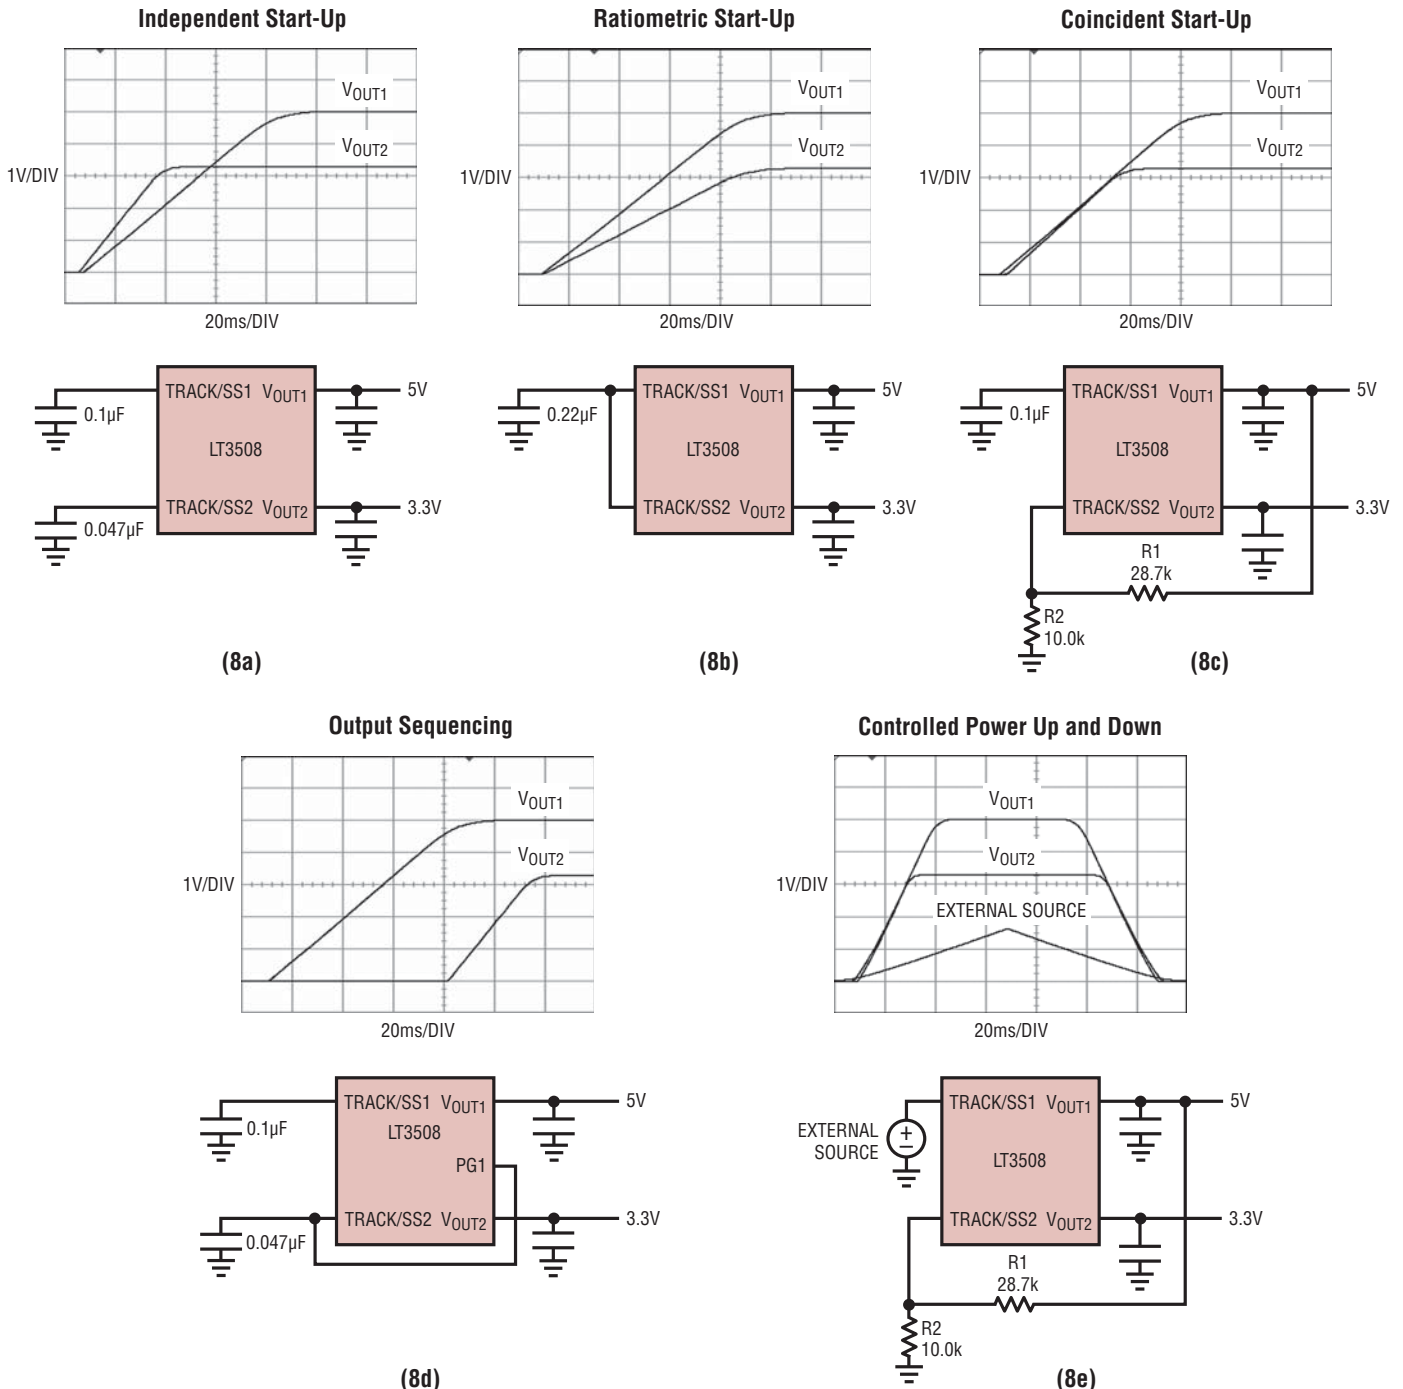 Independent Start-Up
VOUT1
VOUT2
1V/DIV
20ms/DIV
TRACK/SS1 VOUT1
5V
0.1µF
LT3508
TRACK/SS2 VOUT2
3.3V
0.047µF
(8a)
Ratiometric Start-Up
VOUT1
VOUT2
1V/DIV
20ms/DIV
TRACK/SS1 VOUT1
5V
0.22µF
LT3508
TRACK/SS2 VOUT2
3.3V
(8b)
Coincident Start-Up
VOUT1
VOUT2
1V/DIV
20ms/DIV
TRACK/SS1 VOUT1
5V
0.1µF
LT3508
TRACK/SS2 VOUT2
3.3V
R1
28.7k
R2
10.0k
(8c)
Output Sequencing
VOUT1
VOUT2
1V/DIV
20ms/DIV
TRACK/SS1 VOUT1
5V
0.1µF
LT3508
PG1
TRACK/SS2 VOUT2
3.3V
0.047µF
(8d)
Controlled Power Up and Down
VOUT1
VOUT2
1V/DIV
EXTERNAL SOURCE
20ms/DIV
TRACK/SS1 VOUT1
5V
EXTERNAL
SOURCE
+
–
LT3508
TRACK/SS2 VOUT2
3.3V
R1
28.7k
R2
10.0k
(8e)